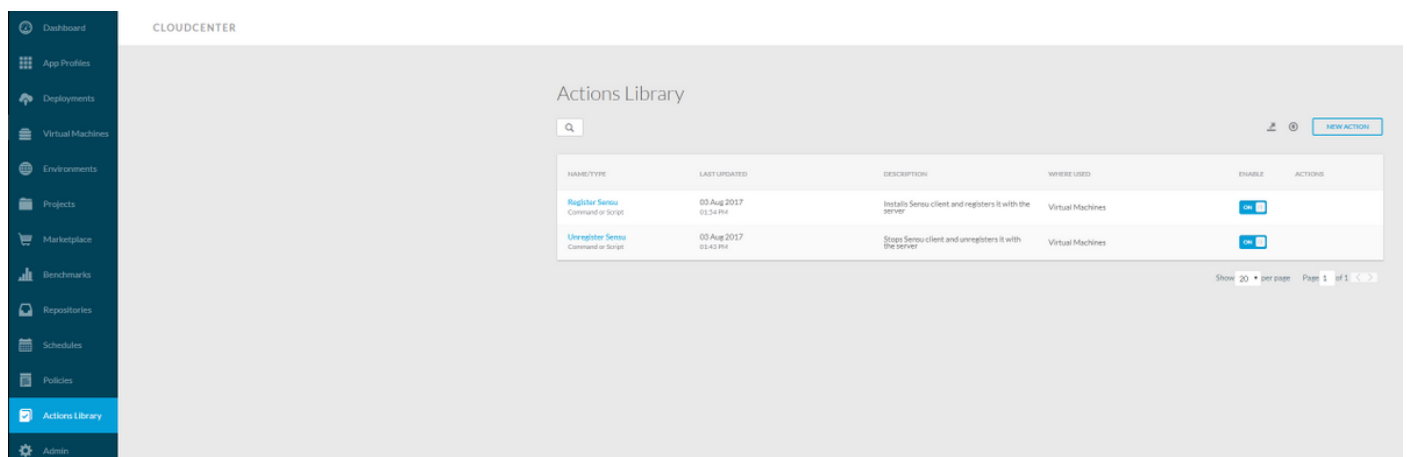 Dashboard
CLOUDCENTER
App Profiles
Deployments
Virtual Machines
Environments
Projects
Marketplace
Benchmarks
Repositories
Schedules
Policies
Actions Library
Admin
Actions Library
NEW ACTION
NAME/TYPE LAST UPDATED DESCRIPTION WHERE USED ENABLE ACTIONS
Register Sensu 03 Aug 2017 Installs Sensu client and registers it with the Virtual Machines ON
Command or Script 01:54 PM server
Unregister Sensu 03 Aug 2017 Stops Sensu client and unregisters it with Virtual Machines ON
Command or Script 01:43 PM the server
Show 20 per page Page 1 of 1